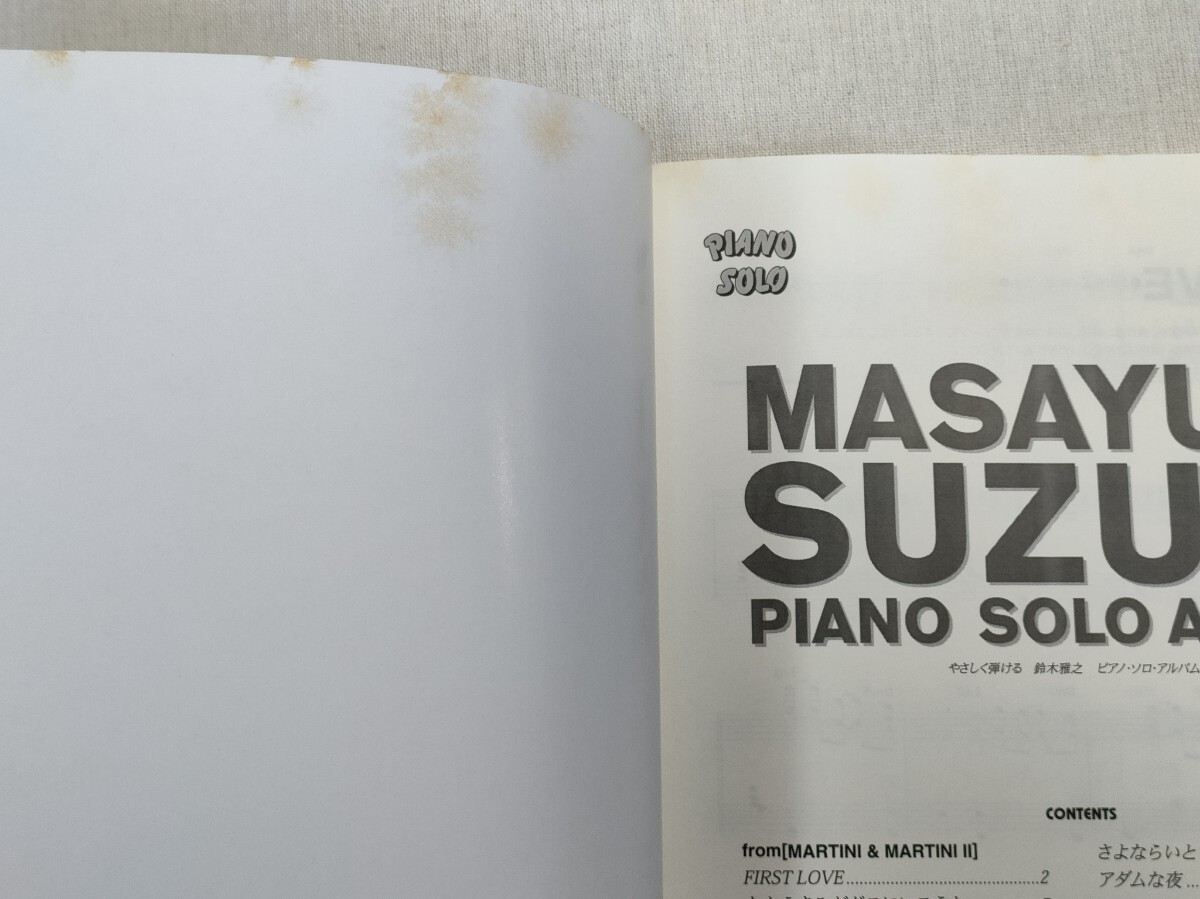 PIANO
SOLO
MASAYU
SUZU
PIANO SOLO A
やさしく弾ける 鈴木雅之 ピアノ・ソロ・アルバム
CONTENTS
from[MARTINI & MARTINI II]
FIRST LOVE..........................................2
さよならいと
アダムな夜...